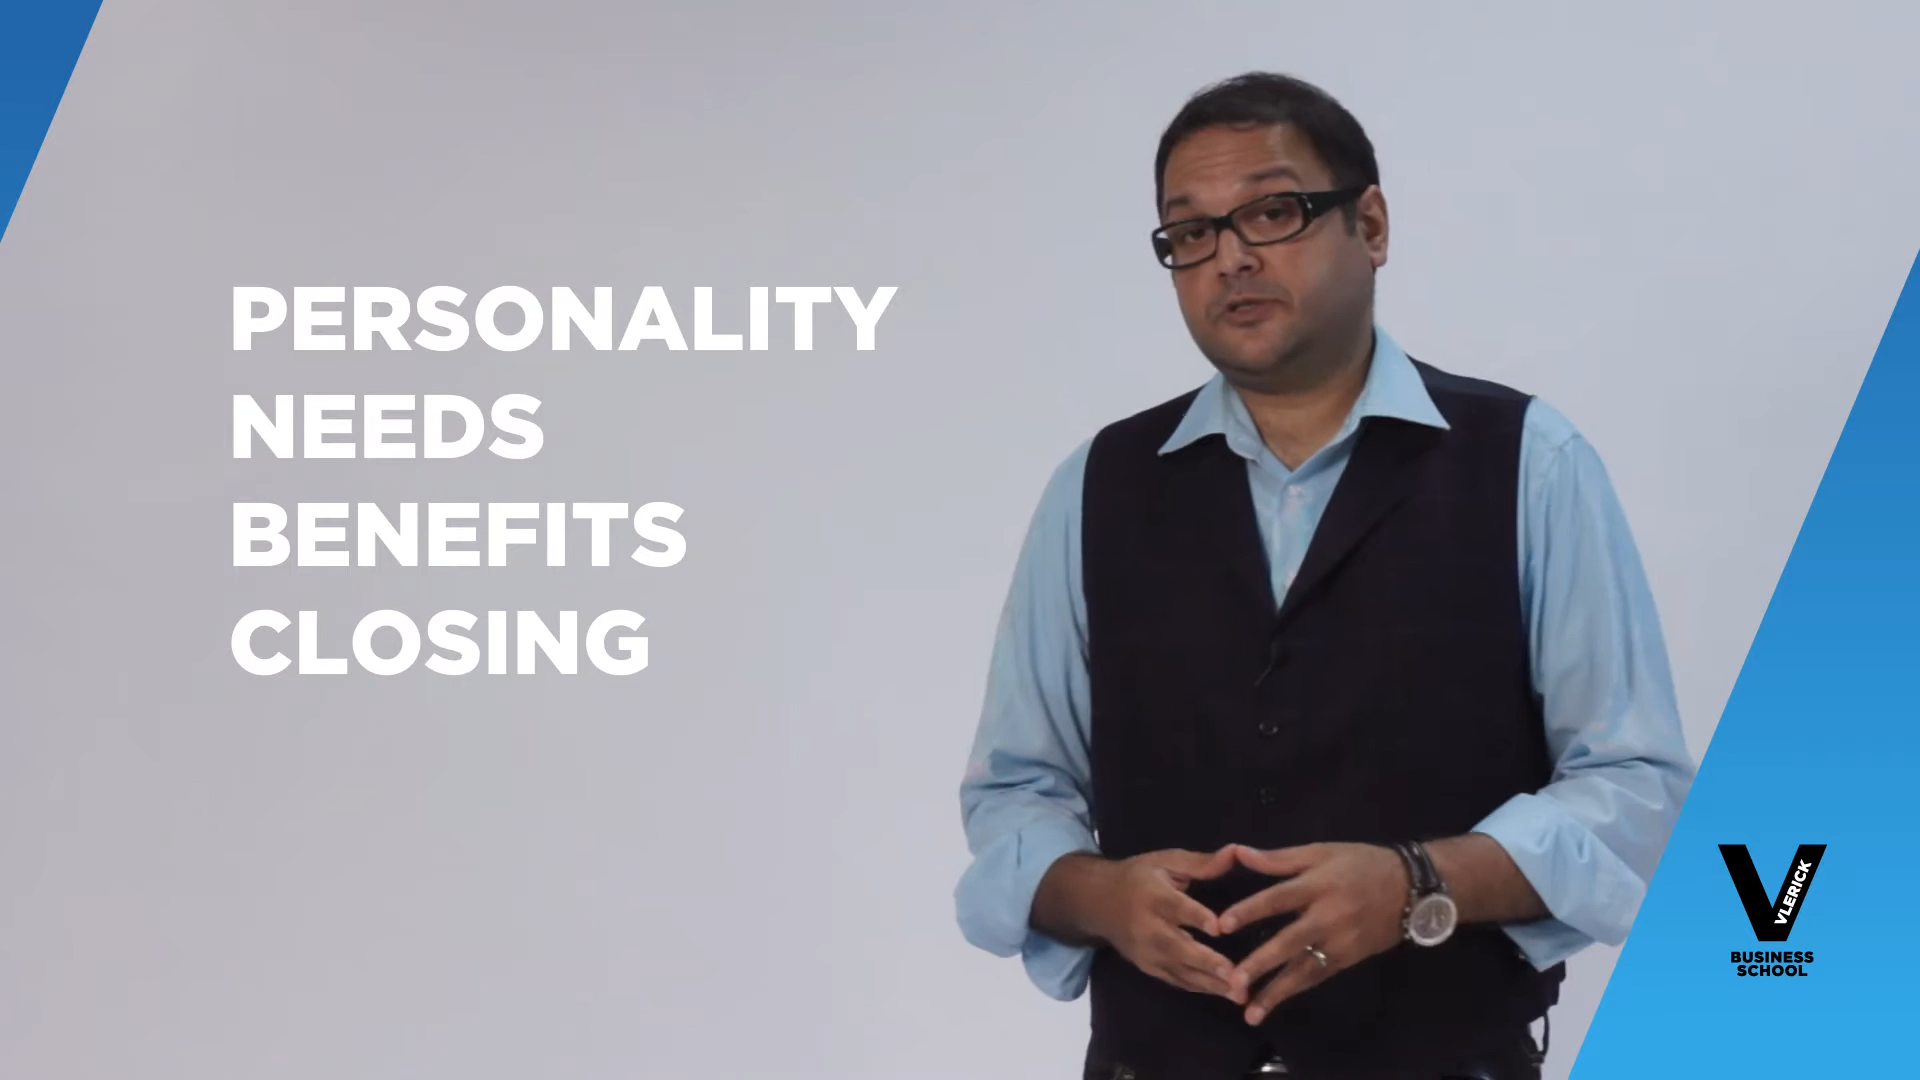 PERSONALITY
NEEDS
BENEFITS
CLOSING
VLERICK
BUSINESS
SCHOOL